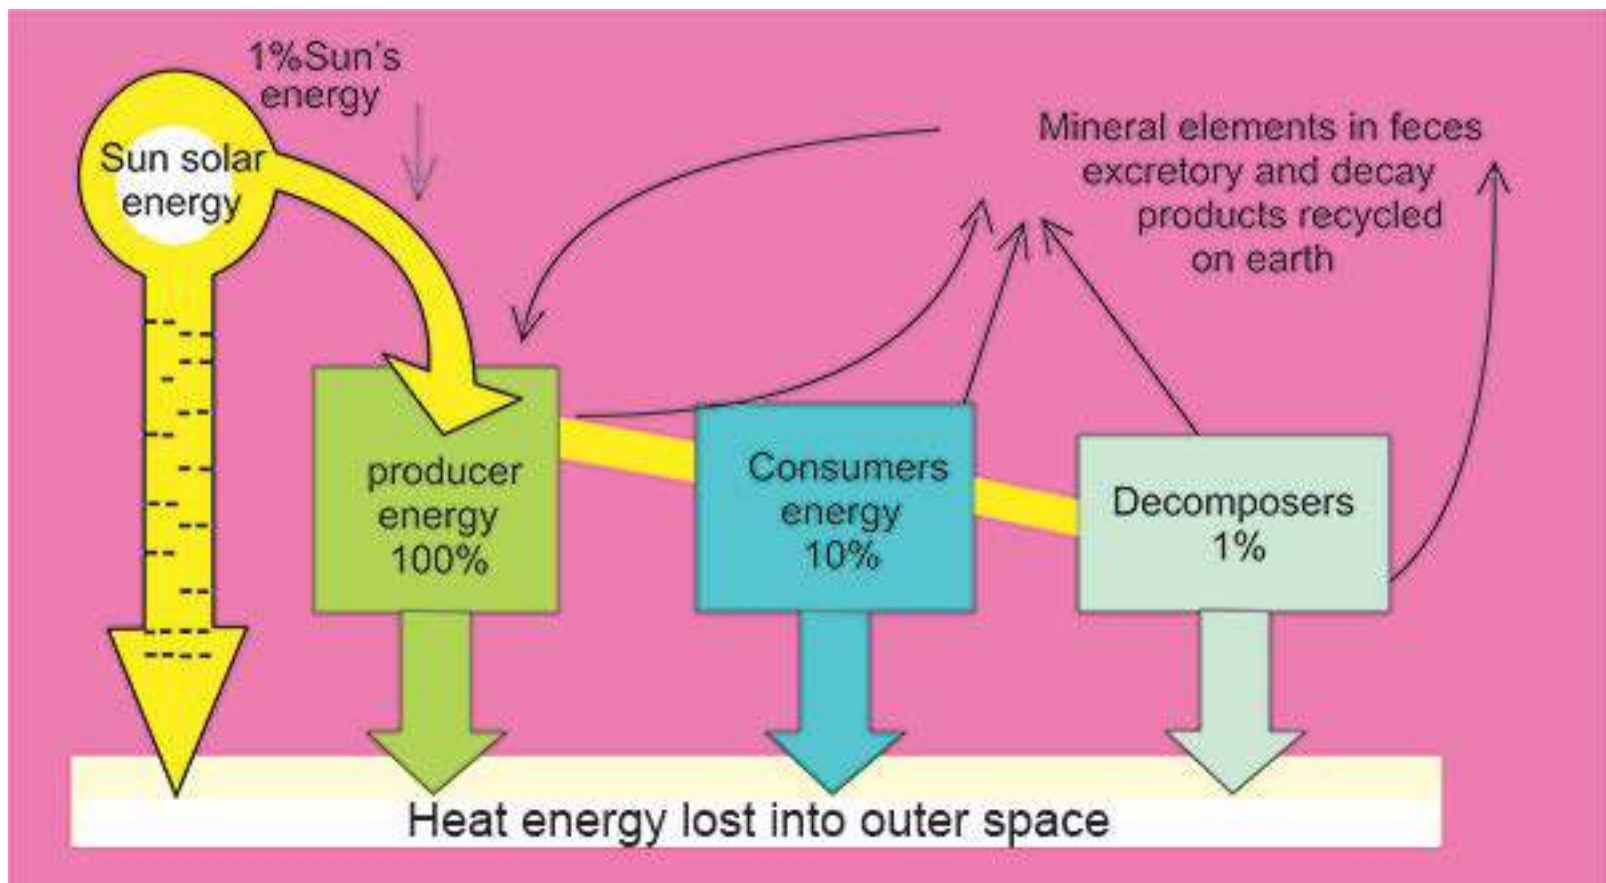 1%Sun's
energy
Sun solar
energy
Mineral elements in feces
excretory and decay
products recycled
on earth
producer
energy
100%
Consumers
energy
10%
Decomposers
1%
Heat energy lost into outer space